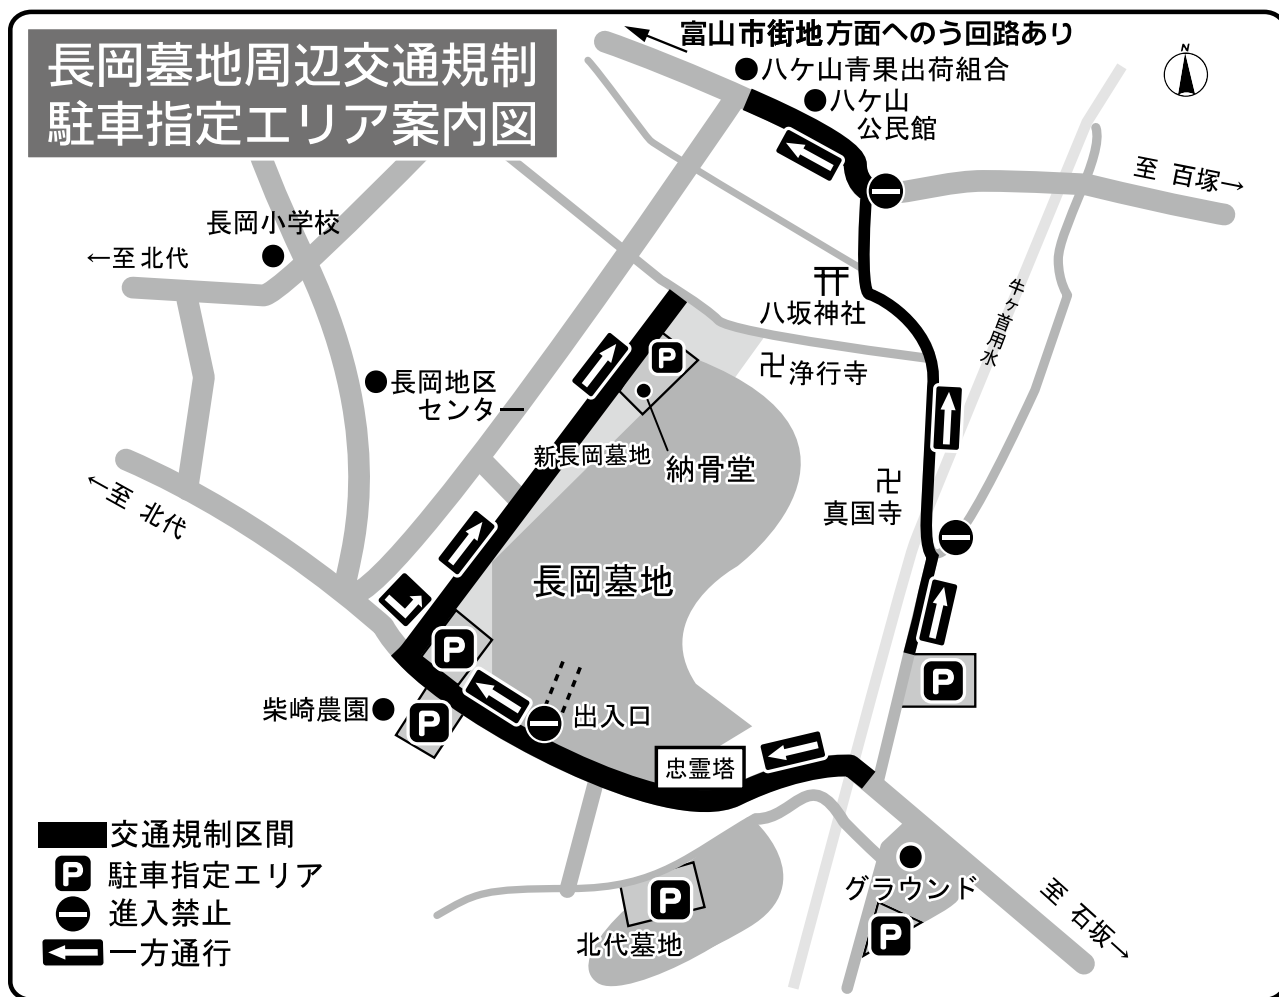 長岡墓地周辺交通規制
駐車指定エリア案内図
富山市街地方面へのう回路あり
N
八ケ山青果出荷組合
八ケ山
公民館
至 百塚→
長岡小学校
←至 北代
八坂神社
牛ヶ首用水
浄行寺
P
長岡地区
センター
新長岡墓地
納骨堂
←至 北代
真国寺
長岡墓地
P
P
柴崎農園
P
出入口
忠霊塔
交通規制区間
P 駐車指定エリア
進入禁止
一方通行
グラウンド
P
北代墓地
P
至 石坂→